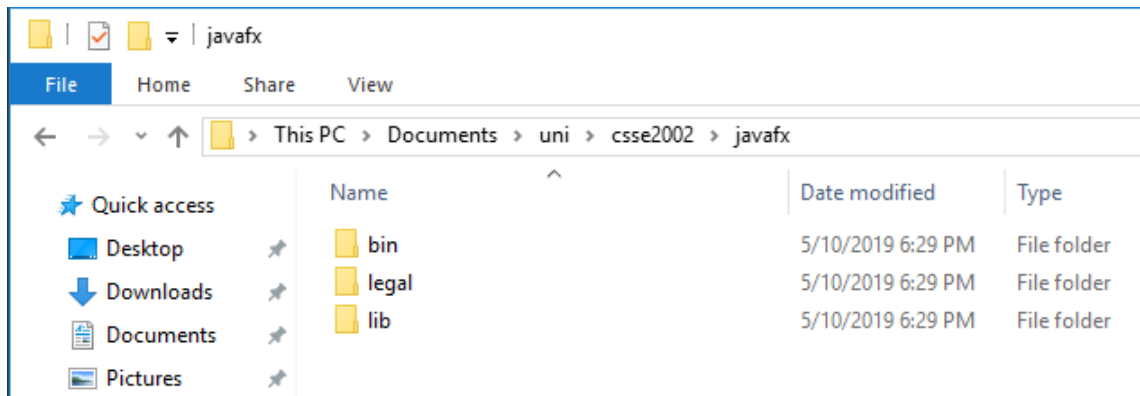 javafx
File Home Share View
This PC > Documents > uni > csse2002 > javafx
Name Date modified Type
Quick access
bin 5/10/2019 6:29 PM File folder
Desktop
legal 5/10/2019 6:29 PM File folder
Downloads
lib 5/10/2019 6:29 PM File folder
Documents
Pictures